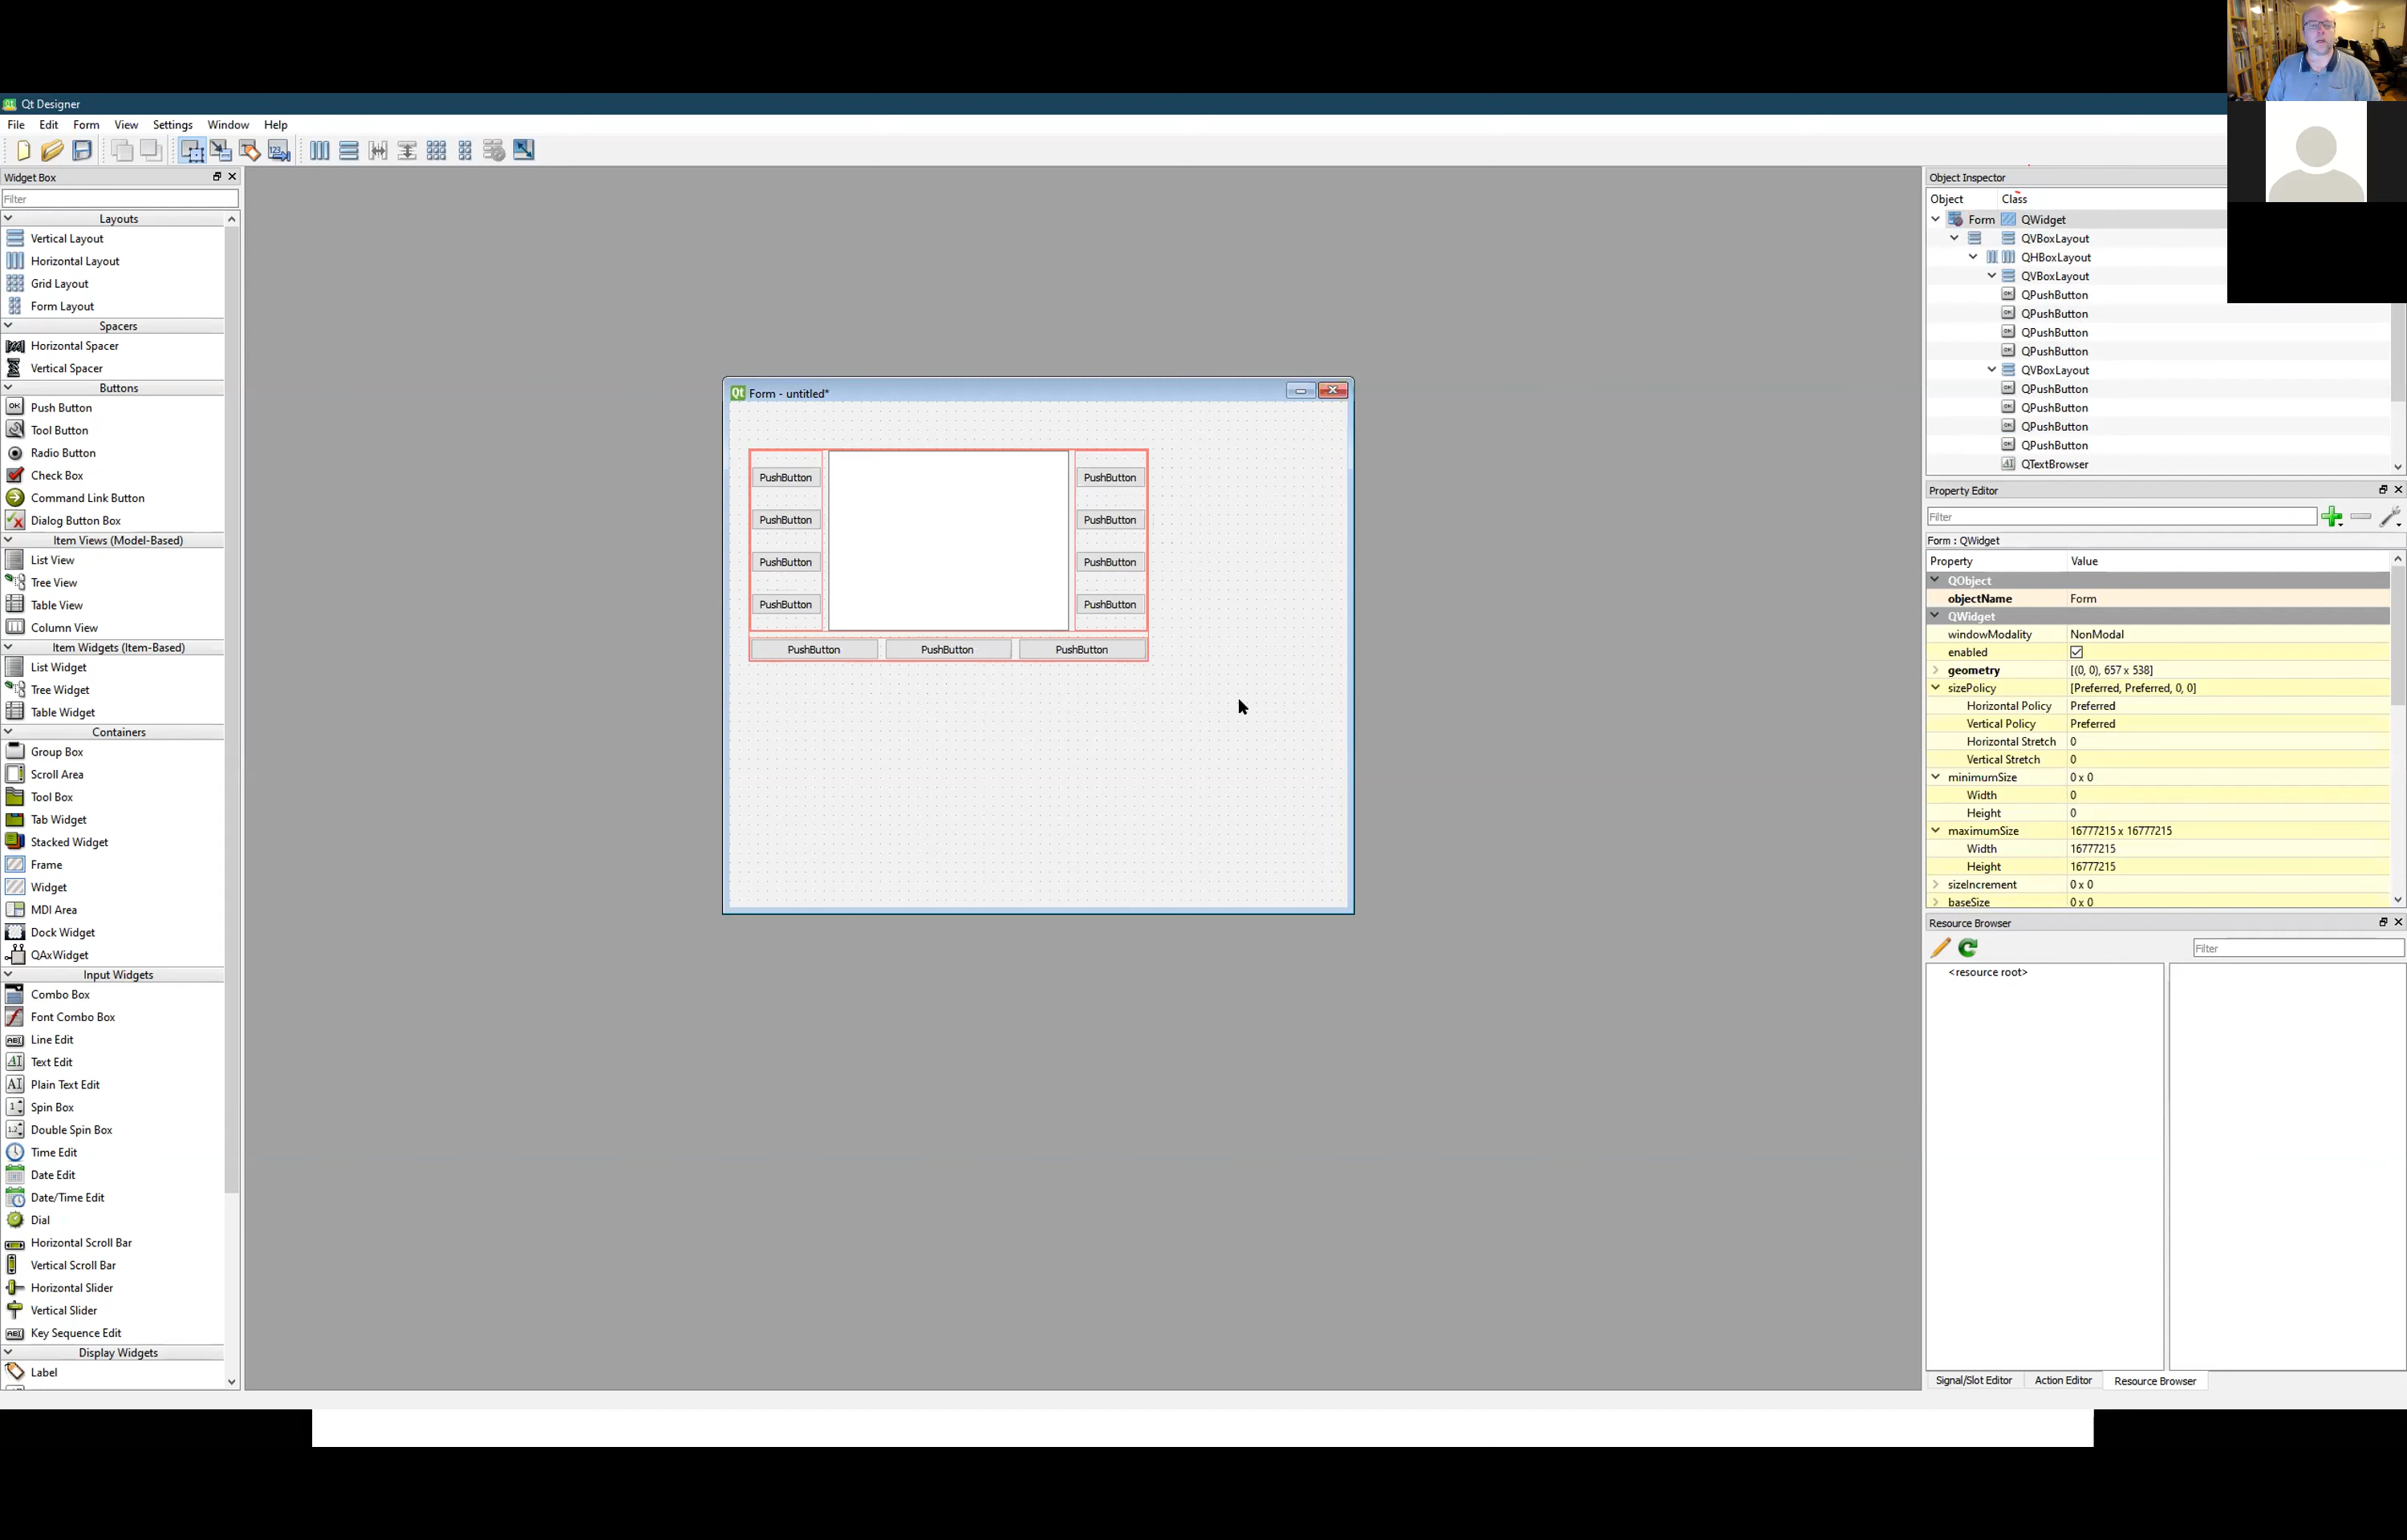 Qt Designer
File Edit Form View Settings Window Help
Widget Box
Filter
Layouts
Vertical Layout
Horizontal Layout
Grid Layout
Form Layout
Spacers
Horizontal Spacer
Vertical Spacer
Buttons
Push Button
Tool Button
Radio Button
Check Box
Command Link Button
Dialog Button Box
Item Views (Model-Based)
List View
Tree View
Table View
Column View
Item Widgets (Item-Based)
List Widget
Tree Widget
Table Widget
Containers
Group Box
Scroll Area
Tool Box
Tab Widget
Stacked Widget
Frame
Widget
MDI Area
Dock Widget
QAxWidget
Input Widgets
Combo Box
Font Combo Box
Line Edit
Text Edit
Plain Text Edit
Spin Box
Double Spin Box
Time Edit
Date Edit
Date/Time Edit
Dial
Horizontal Scroll Bar
Vertical Scroll Bar
Horizontal Slider
Vertical Slider
Key Sequence Edit
Display Widgets
Label
Form - untitled*
PushButton PushButton
PushButton PushButton
PushButton PushButton
PushButton PushButton
PushButton PushButton PushButton
Object Inspector
Object Class
Form QWidget
QVBoxLayout
QHBoxLayout
QVBoxLayout
QPushButton
QPushButton
QPushButton
QPushButton
QVBoxLayout
QPushButton
QPushButton
QPushButton
QPushButton
QTextBrowser
Property Editor
Filter
Form : QWidget
Property Value
QObject
objectName Form
QWidget
windowModality NonModal
enabled
geometry [(0, 0), 657 x 538]
sizePolicy [Preferred, Preferred, 0, 0]
Horizontal Policy Preferred
Vertical Policy Preferred
Horizontal Stretch 0
Vertical Stretch 0
minimumSize 0 x 0
Width 0
Height 0
maximumSize 16777215 x 16777215
Width 16777215
Height 16777215
sizeIncrement 0 x 0
baseSize 0 x 0
Resource Browser
Filter
<resource root>
Signal/Slot Editor Action Editor Resource Browser